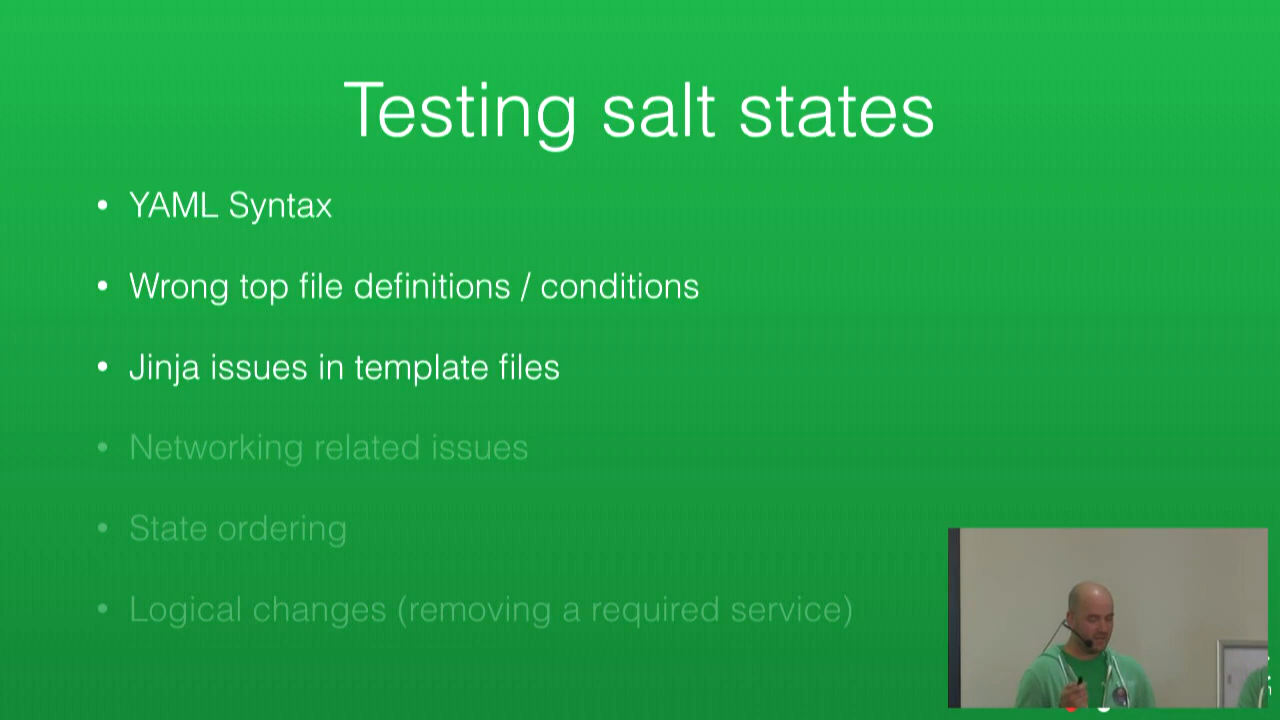 Testing salt states
• YAML Syntax
• Wrong top file definitions / conditions
• Jinja issues in template files
• Networking related issues
• State ordering
• Logical changes (removing a required service)